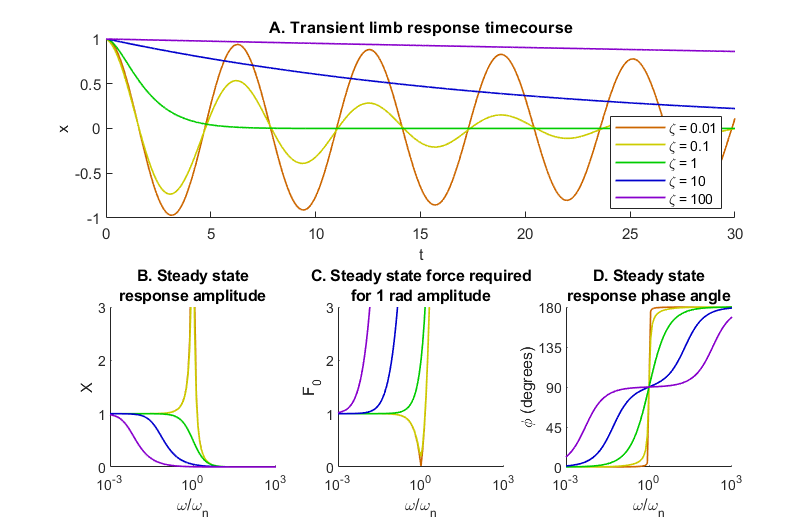 A. Transient limb response timecourse
1
0.5
0
-0.5
-1
x
0 5 10 15 20 25 30
t
ζ = 0.01
ζ = 0.1
ζ = 1
ζ = 10
ζ = 100
B. Steady state
response amplitude
3
2
1
0
X
10^-3 10^0 10^3
ω/ω_n
C. Steady state force required
for 1 rad amplitude
3
2
1
0
F_0
10^-3 10^0 10^3
ω/ω_n
D. Steady state
response phase angle
180
135
90
45
0
ϕ (degrees)
10^-3 10^0 10^3
ω/ω_n